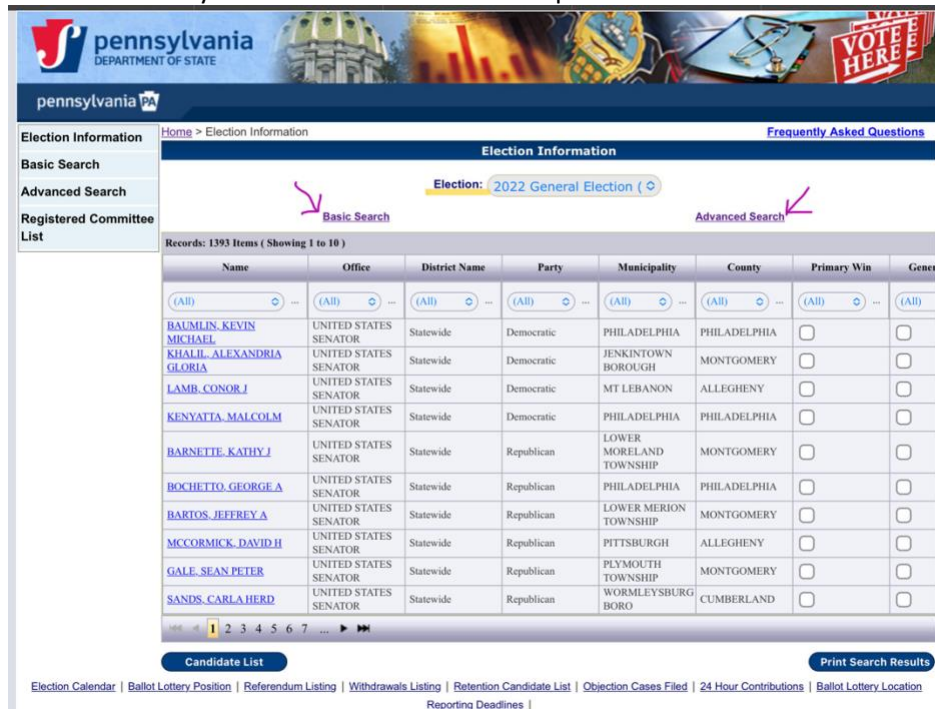 pennsylvania
DEPARTMENT OF STATE
VOTE
HERE
pennsylvania PA
Election Information
Basic Search
Advanced Search
Registered Committee
List
Home > Election Information
Frequently Asked Questions
Election Information
Election: 2022 General Election (
Basic Search Advanced Search
Records: 1393 Items ( Showing 1 to 10 )
Name Office District Name Party Municipality County Primary Win Gener
(All) ... (All) ... (All) ... (All) ... (All) ... (All) ... (All) ... (All)
BAUMLIN, KEVIN MICHAEL UNITED STATES SENATOR Statewide Democratic PHILADELPHIA PHILADELPHIA
KHALIL, ALEXANDRIA GLORIA UNITED STATES SENATOR Statewide Democratic JENKINTOWN BOROUGH MONTGOMERY
LAMB, CONOR J UNITED STATES SENATOR Statewide Democratic MT LEBANON ALLEGHENY
KENYATTA, MALCOLM UNITED STATES SENATOR Statewide Democratic PHILADELPHIA PHILADELPHIA
BARNETTE, KATHY J UNITED STATES SENATOR Statewide Republican LOWER MORELAND TOWNSHIP MONTGOMERY
BOCHETTO, GEORGE A UNITED STATES SENATOR Statewide Republican PHILADELPHIA PHILADELPHIA
BARTOS, JEFFREY A UNITED STATES SENATOR Statewide Republican LOWER MERION TOWNSHIP MONTGOMERY
MCCORMICK, DAVID H UNITED STATES SENATOR Statewide Republican PITTSBURGH ALLEGHENY
GALE, SEAN PETER UNITED STATES SENATOR Statewide Republican PLYMOUTH TOWNSHIP MONTGOMERY
SANDS, CARLA HERD UNITED STATES SENATOR Statewide Republican WORMLEYSBURG BORO CUMBERLAND
1 2 3 4 5 6 7 ...
Candidate List Print Search Results
Election Calendar | Ballot Lottery Position | Referendum Listing | Withdrawals Listing | Retention Candidate List | Objection Cases Filed | 24 Hour Contributions | Ballot Lottery Location
Reporting Deadlines |